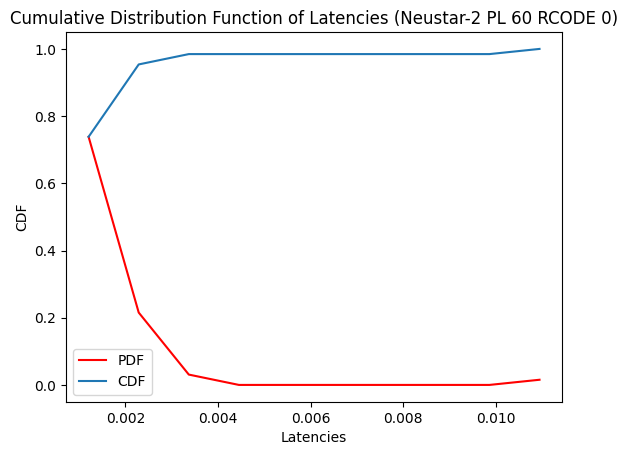 Cumulative Distribution Function of Latencies (Neustar-2 PL 60 RCODE 0)
1.0
0.8
0.6
0.4
0.2
0.0
CDF
PDF
CDF
0.002
0.004
0.006
0.008
0.010
Latencies